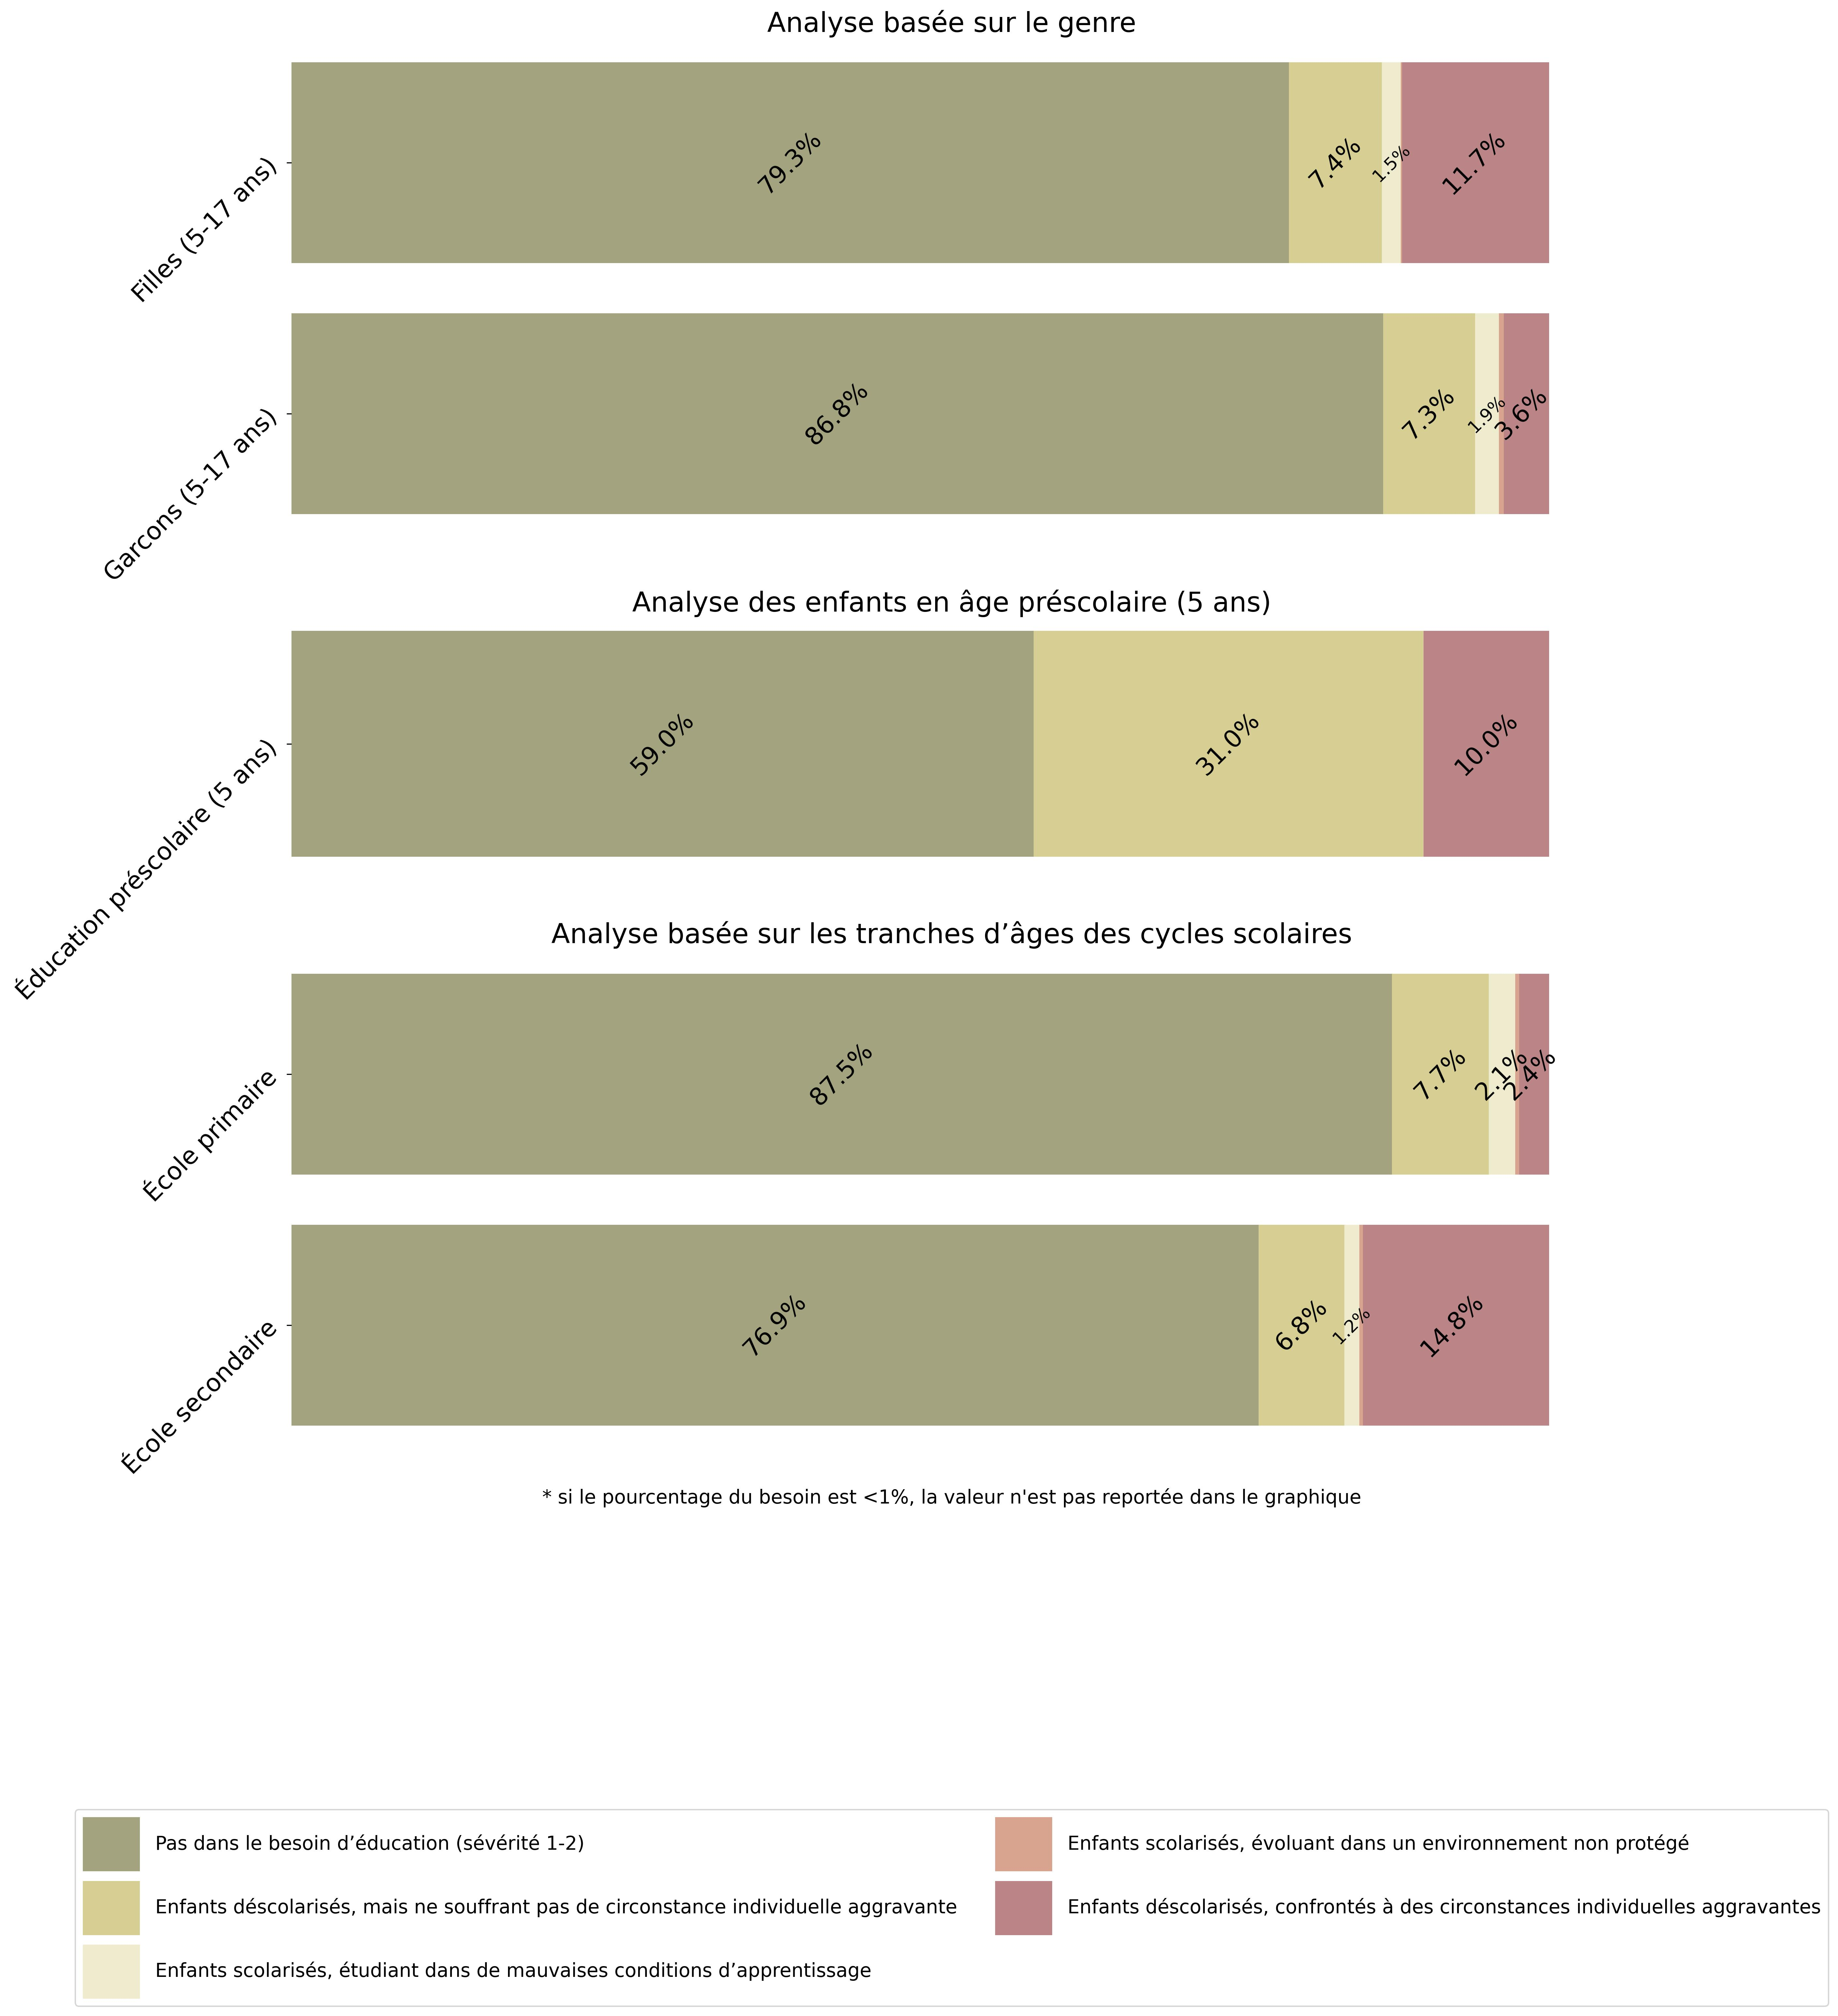 Analyse basée sur le genre
Filles (5-17 ans)
79.3%
7.4%
1.5%
11.7%
Garcons (5-17 ans)
86.8%
7.3%
1.9%
3.6%
Analyse des enfants en âge préscolaire (5 ans)
Éducation préscolaire (5 ans)
59.0%
31.0%
10.0%
Analyse basée sur les tranches d’âges des cycles scolaires
École primaire
87.5%
7.7%
2.1%
2.4%
École secondaire
76.9%
6.8%
1.2%
14.8%
* si le pourcentage du besoin est <1%, la valeur n'est pas reportée dans le graphique
Pas dans le besoin d’éducation (sévérité 1-2)
Enfants déscolarisés, mais ne souffrant pas de circonstance individuelle aggravante
Enfants scolarisés, étudiant dans de mauvaises conditions d’apprentissage
Enfants scolarisés, évoluant dans un environnement non protégé
Enfants déscolarisés, confrontés à des circonstances individuelles aggravantes